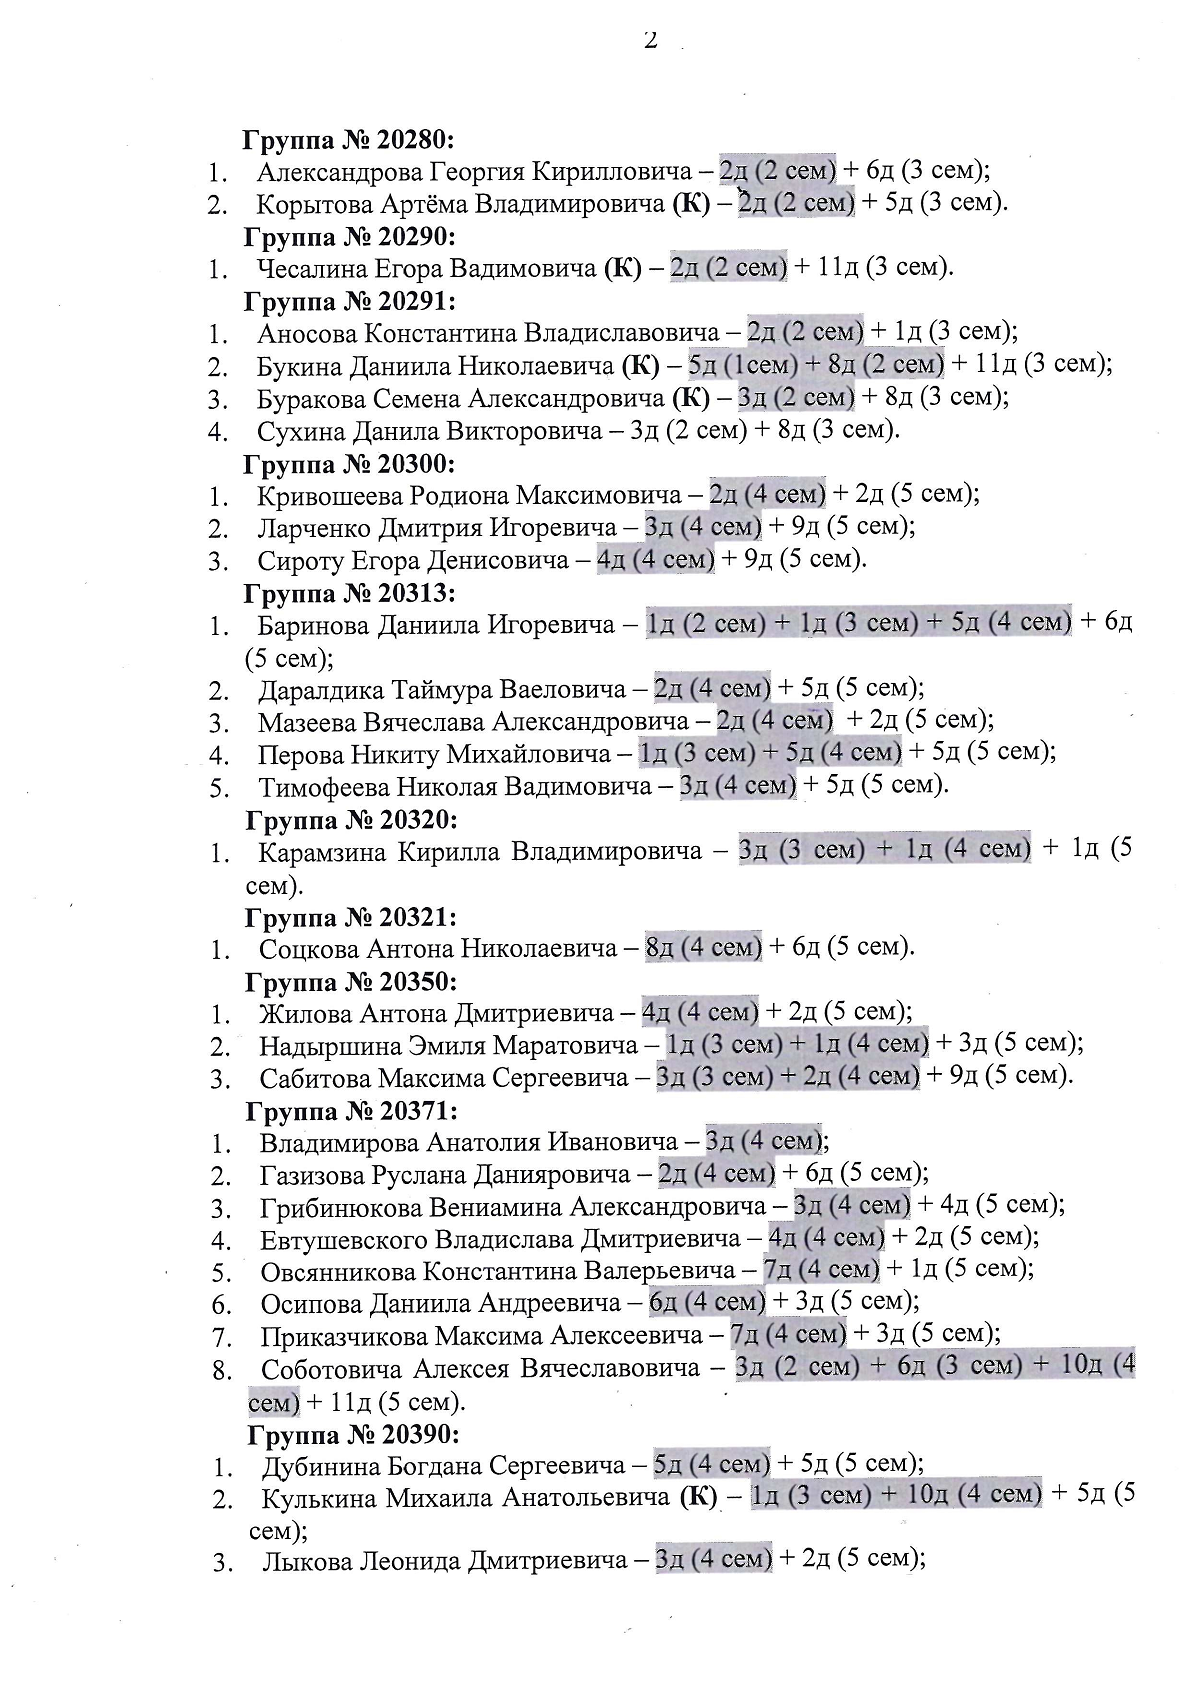 2
Группа № 20280:
1. Александрова Георгия Кирилловича – 2д (2 сем) + 6д (3 сем);
2. Корытова Артёма Владимировича (К) – 2д (2 сем) + 5д (3 сем).
Группа № 20290:
1. Чесалина Егора Вадимовича (К) – 2д (2 сем) + 11д (3 сем).
Группа № 20291:
1. Аносова Константина Владиславовича – 2д (2 сем) + 1д (3 сем);
2. Букина Даниила Николаевича (К) – 5д (1сем) + 8д (2 сем) + 11д (3 сем);
3. Буракова Семена Александровича (К) – 3д (2 сем) + 8д (3 сем);
4. Сухина Данила Викторовича – 3д (2 сем) + 8д (3 сем).
Группа № 20300:
1. Кривошеева Родиона Максимовича – 2д (4 сем) + 2д (5 сем);
2. Ларченко Дмитрия Игоревича – 3д (4 сем) + 9д (5 сем);
3. Сироту Егора Денисовича – 4д (4 сем) + 9д (5 сем).
Группа № 20313:
1. Баринова Даниила Игоревича – 1д (2 сем) + 1д (3 сем) + 5д (4 сем) + 6д
(5 сем);
2. Даралдика Таймура Ваеловича – 2д (4 сем) + 5д (5 сем);
3. Мазеева Вячеслава Александровича – 2д (4 сем) + 2д (5 сем);
4. Перова Никиту Михайловича – 1д (3 сем) + 5д (4 сем) + 5д (5 сем);
5. Тимофеева Николая Вадимовича – 3д (4 сем) + 5д (5 сем).
Группа № 20320:
1. Карамзина Кирилла Владимировича – 3д (3 сем) + 1д (4 сем) + 1д (5
сем).
Группа № 20321:
1. Соцкова Антона Николаевича – 8д (4 сем) + 6д (5 сем).
Группа № 20350:
1. Жилова Антона Дмитриевича – 4д (4 сем) + 2д (5 сем);
2. Надыршина Эмиля Маратовича – 1д (3 сем) + 1д (4 сем) + 3д (5 сем);
3. Сабитова Максима Сергеевича – 3д (3 сем) + 2д (4 сем) + 9д (5 сем).
Группа № 20371:
1. Владимирова Анатолия Ивановича – 3д (4 сем);
2. Газизова Руслана Данияровича – 2д (4 сем) + 6д (5 сем);
3. Грибинюкова Вениамина Александровича – 3д (4 сем) + 4д (5 сем);
4. Евтушевского Владислава Дмитриевича – 4д (4 сем) + 2д (5 сем);
5. Овсянникова Константина Валерьевича – 7д (4 сем) + 1д (5 сем);
6. Осипова Даниила Андреевича – 6д (4 сем) + 3д (5 сем);
7. Приказчикова Максима Алексеевича – 7д (4 сем) + 3д (5 сем);
8. Соботовича Алексея Вячеславовича – 3д (2 сем) + 6д (3 сем) + 10д (4
сем) + 11д (5 сем).
Группа № 20390:
1. Дубинина Богдана Сергеевича – 5д (4 сем) + 5д (5 сем);
2. Кулькина Михаила Анатольевича (К) – 1д (3 сем) + 10д (4 сем) + 5д (5
сем);
3. Лыкова Леонида Дмитриевича – 3д (4 сем) + 2д (5 сем);